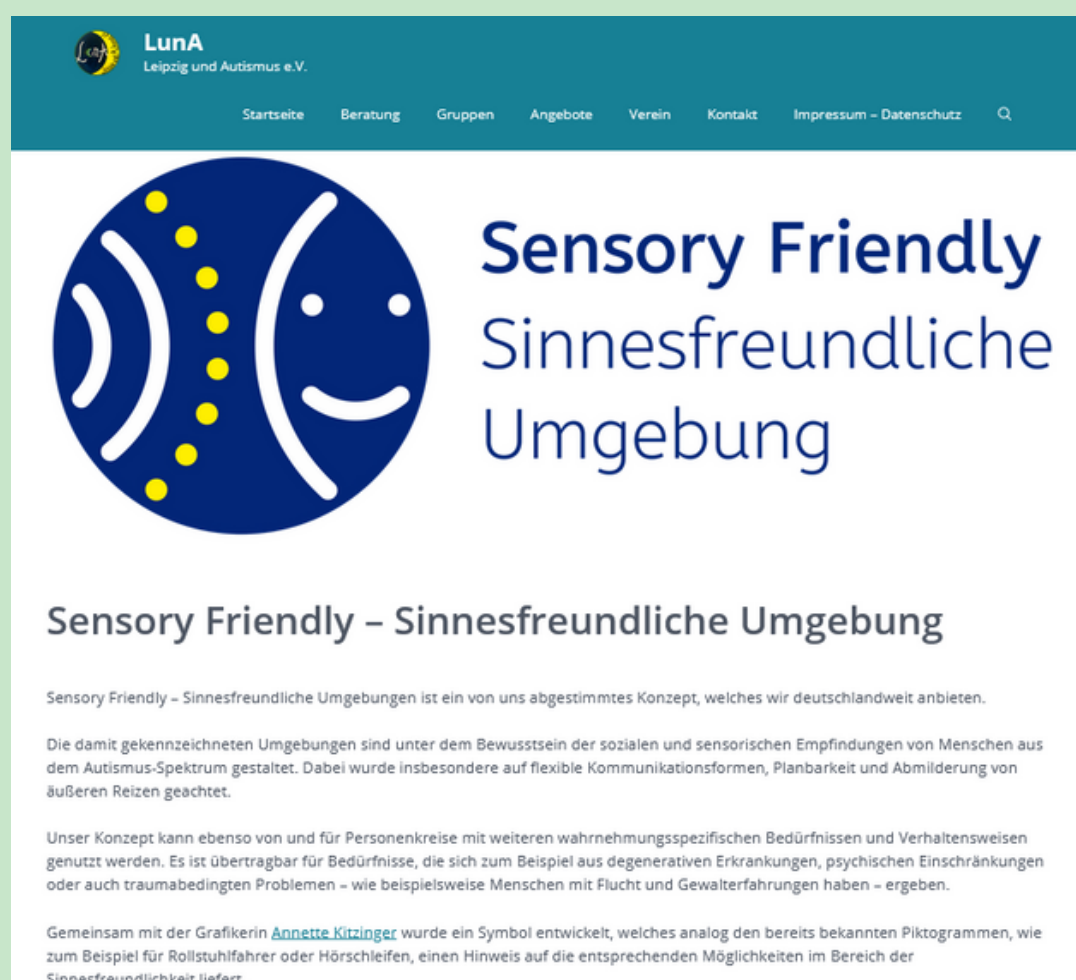 LunA
Leipzig und Autismus e.V.
Startseite Beratung Gruppen Angebote Verein Kontakt Impressum – Datenschutz
Sensory Friendly
Sinnesfreundliche
Umgebung
Sensory Friendly – Sinnesfreundliche Umgebung
Sensory Friendly – Sinnesfreundliche Umgebungen ist ein von uns abgestimmtes Konzept, welches wir deutschlandweit anbieten.
Die damit gekennzeichneten Umgebungen sind unter dem Bewusstsein der sozialen und sensorischen Empfindungen von Menschen aus
dem Autismus-Spektrum gestaltet. Dabei wurde insbesondere auf flexible Kommunikationsformen, Planbarkeit und Abmilderung von
äußeren Reizen geachtet.
Unser Konzept kann ebenso von und für Personenkreise mit weiteren wahrnehmungsspezifischen Bedürfnissen und Verhaltensweisen
genutzt werden. Es ist übertragbar für Bedürfnisse, die sich zum Beispiel aus degenerativen Erkrankungen, psychischen Einschränkungen
oder auch traumabedingten Problemen – wie beispielsweise Menschen mit Flucht und Gewalterfahrungen haben – ergeben.
Gemeinsam mit der Grafikerin Annette Kitzinger wurde ein Symbol entwickelt, welches analog den bereits bekannten Piktogrammen, wie
zum Beispiel für Rollstuhlfahrer oder Hörschleifen, einen Hinweis auf die entsprechenden Möglichkeiten im Bereich der
Sinnesfreundlichkeit liefert.